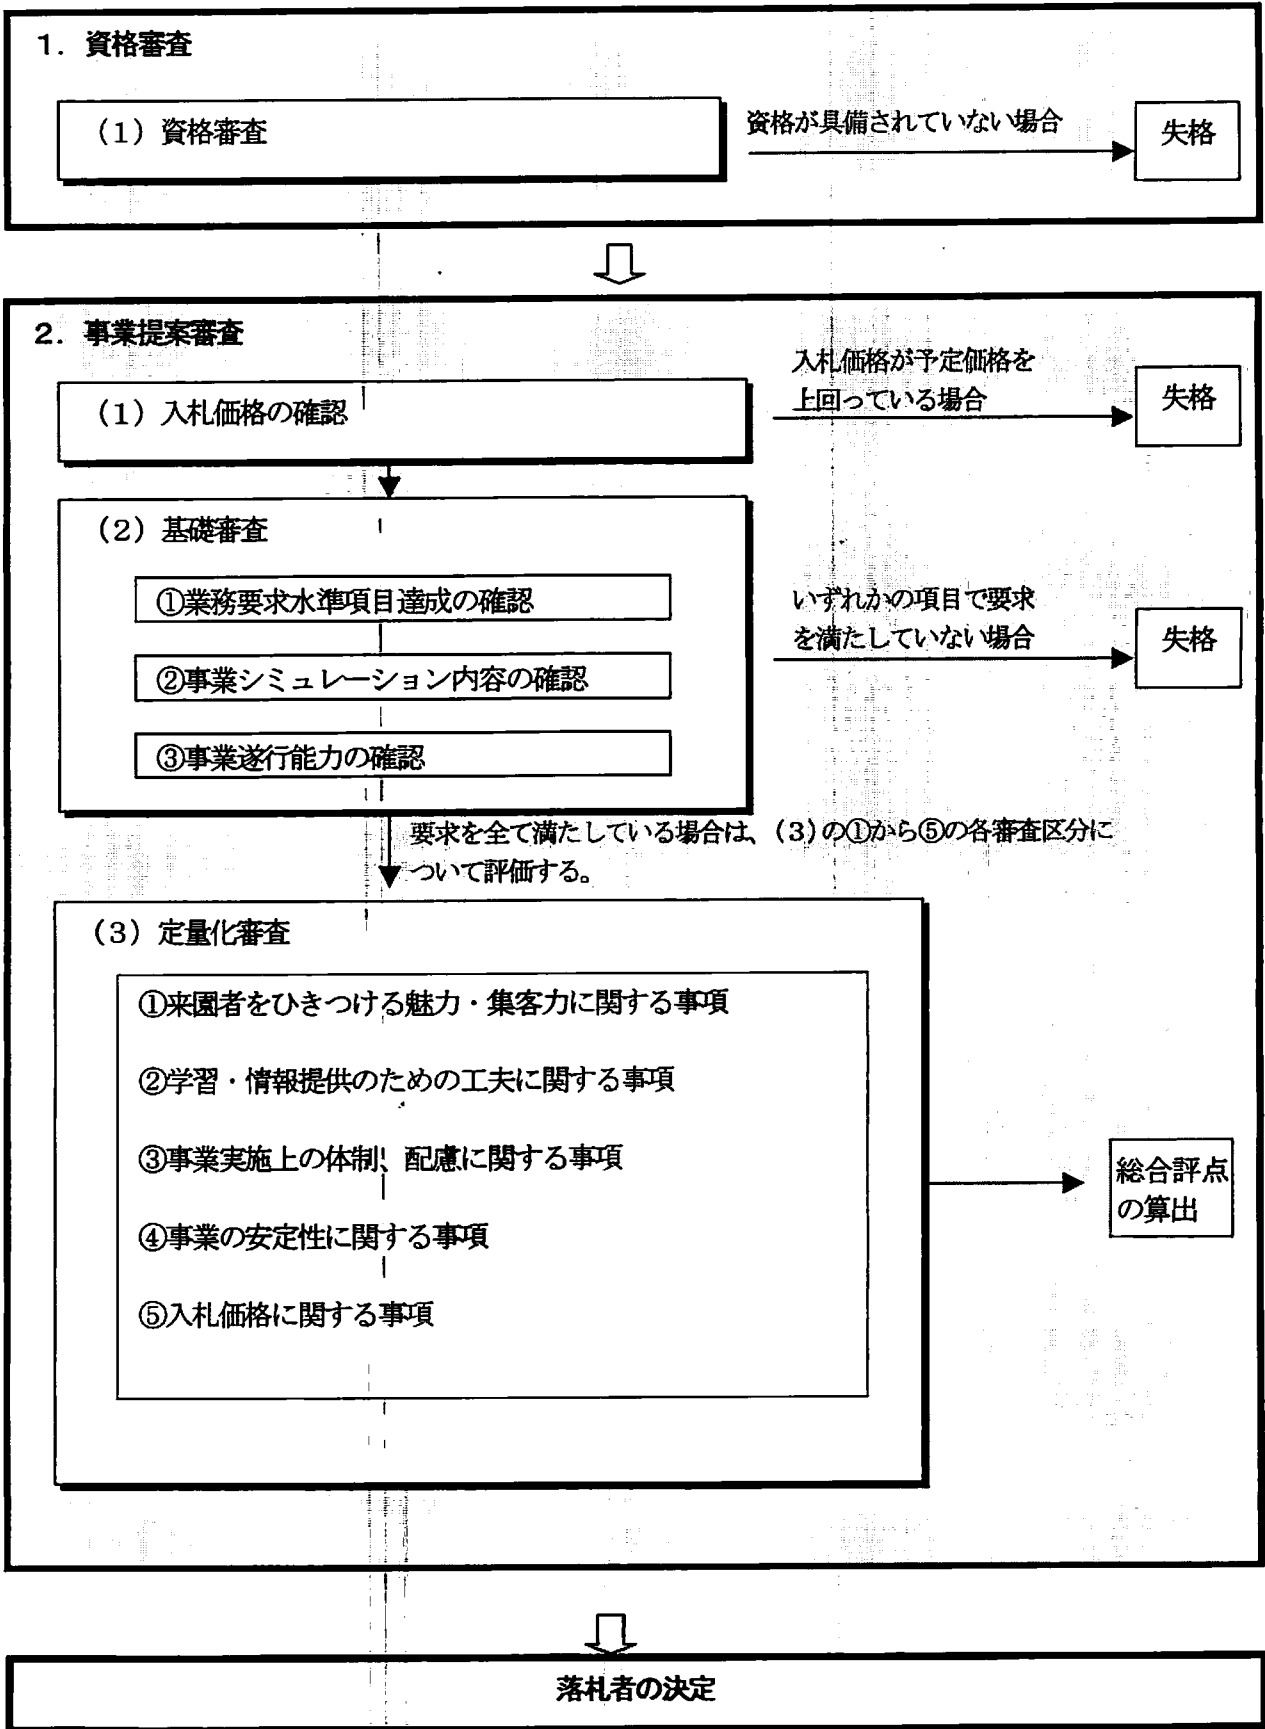 1．資格審査
（1）資格審査
資格が具備されていない場合
失格
2．事業提案審査
（1）入札価格の確認
入札価格が予定価格を
上回っている場合
失格
（2）基礎審査
①業務要求水準項目達成の確認
②事業シミュレーション内容の確認
③事業遂行能力の確認
いずれかの項目で要求
を満たしていない場合
失格
要求を全て満たしている場合は、（3）の①から⑤の各審査区分に
ついて評価する。
（3）定量化審査
①来園者をひきつける魅力・集客力に関する事項
②学習・情報提供のための工夫に関する事項
③事業実施上の体制、配慮に関する事項
④事業の安定性に関する事項
⑤入札価格に関する事項
総合評点
の算出
落札者の決定